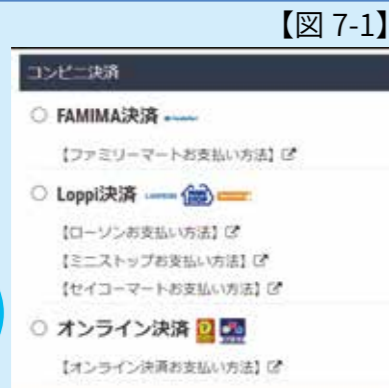 【図 7-1】
コンビニ決済
FAMIMA決済
【ファミリーマートお支払い方法】
Loppi決済
【ローソンお支払い方法】
【ミニストップお支払い方法】
【セイコーマートお支払い方法】
オンライン決済
【オンライン決済お支払い方法】